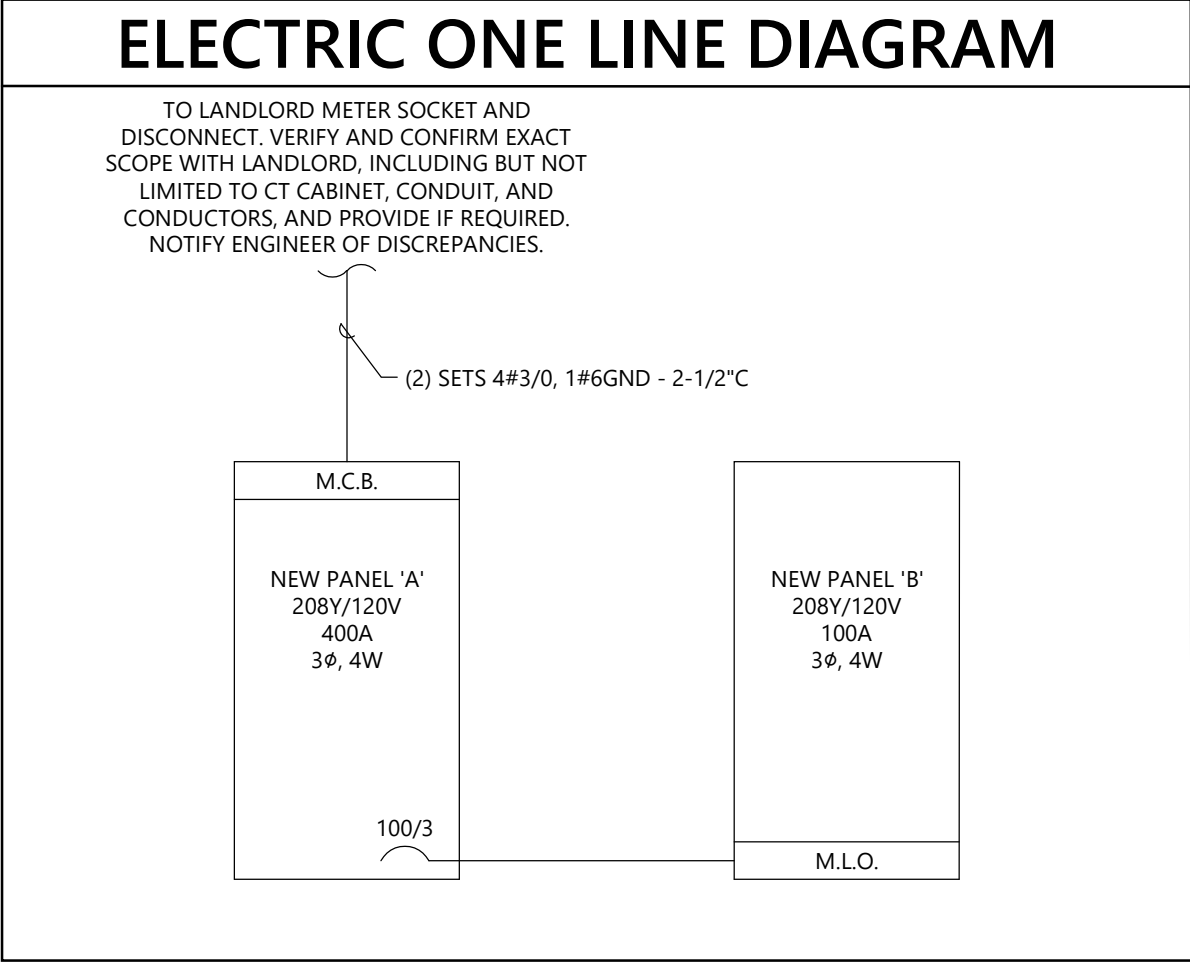 ELECTRIC ONE LINE DIAGRAM
TO LANDLORD METER SOCKET AND
DISCONNECT. VERIFY AND CONFIRM EXACT
SCOPE WITH LANDLORD, INCLUDING BUT NOT
LIMITED TO CT CABINET, CONDUIT, AND
CONDUCTORS, AND PROVIDE IF REQUIRED.
NOTIFY ENGINEER OF DISCREPANCIES.
(2) SETS 4#3/0, 1#6GND - 2-1/2"C
M.C.B.
NEW PANEL 'A'
208Y/120V
400A
3ϕ, 4W
100/3
NEW PANEL 'B'
208Y/120V
100A
3ϕ, 4W
M.L.O.